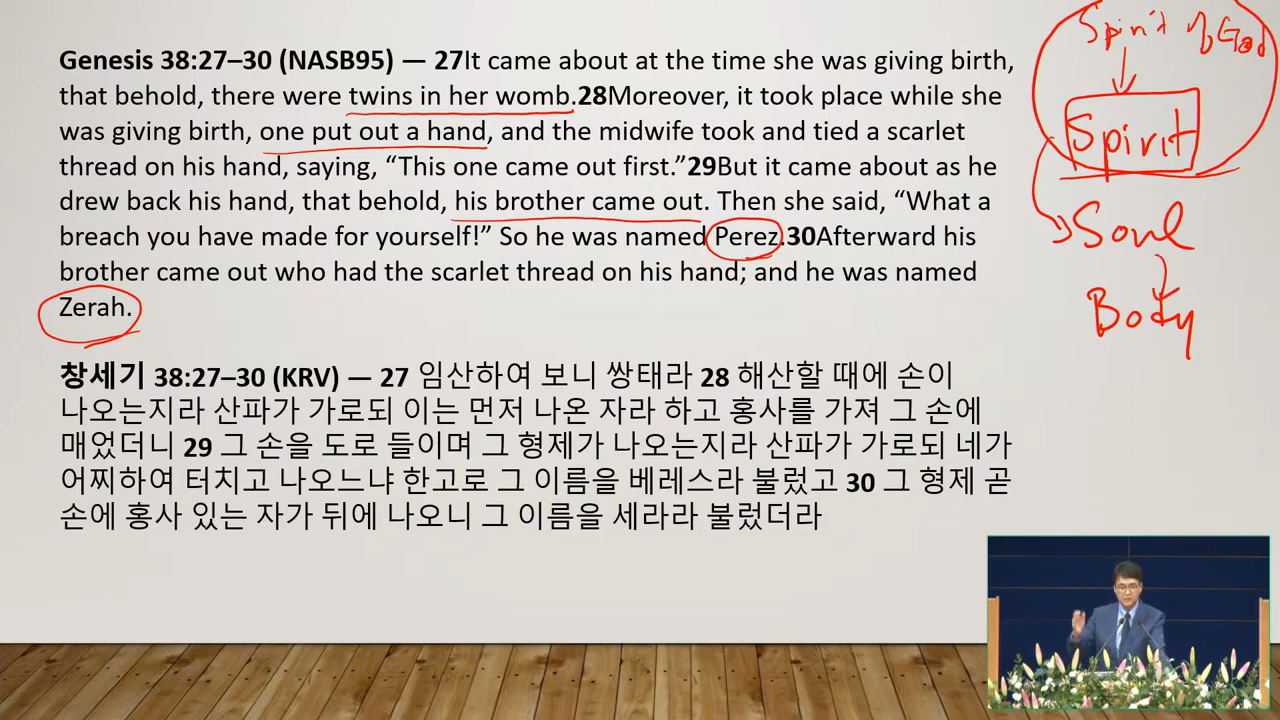 Genesis 38:27–30 (NASB95) — 27It came about at the time she was giving birth,
that behold, there were twins in her womb.28Moreover, it took place while she
was giving birth, one put out a hand, and the midwife took and tied a scarlet
thread on his hand, saying, “This one came out first.”29But it came about as he
drew back his hand, that behold, his brother came out. Then she said, “What a
breach you have made for yourself!” So he was named Perez.30Afterward his
brother came out who had the scarlet thread on his hand; and he was named
Zerah.
창세기 38:27–30 (KRV) — 27 임산하여 보니 쌍태라 28 해산할 때에 손이
나오는지라 산파가 가로되 이는 먼저 나온 자라 하고 홍사를 가져 그 손에
매었더니 29 그 손을 도로 들이며 그 형제가 나오는지라 산파가 가로되 네가
어찌하여 터치고 나오느냐 한고로 그 이름을 베레스라 불렀고 30 그 형제 곧
손에 홍사 있는 자가 뒤에 나오니 그 이름을 세라라 불렀더라
Spirit of God
Spirit
Soul
Body